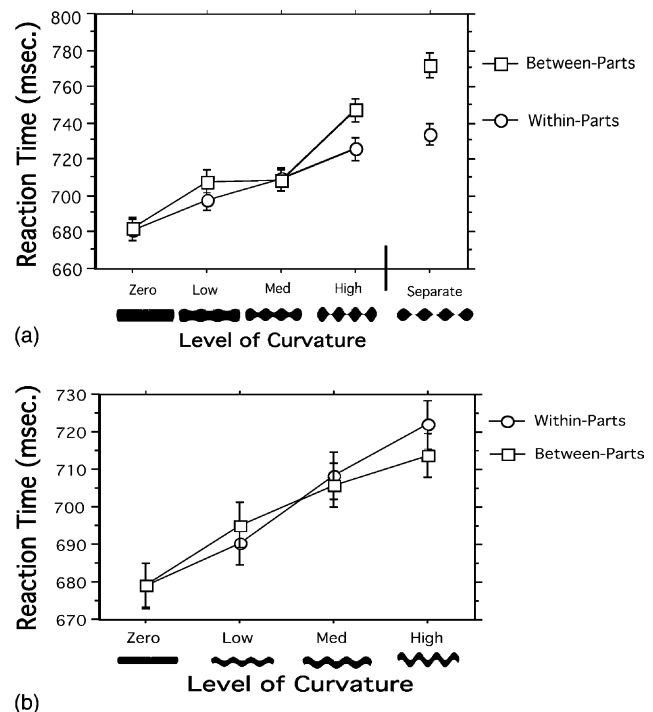 800
780
760
740
720
700
680
660
Reaction Time (msec.)
Between-Parts
Within-Parts
Zero
Low
Med
High
Separate
(a)
Level of Curvature
730
720
710
700
690
680
670
Reaction Time (msec.)
Within-Parts
Between-Parts
Zero
Low
Med
High
Level of Curvature
(b)